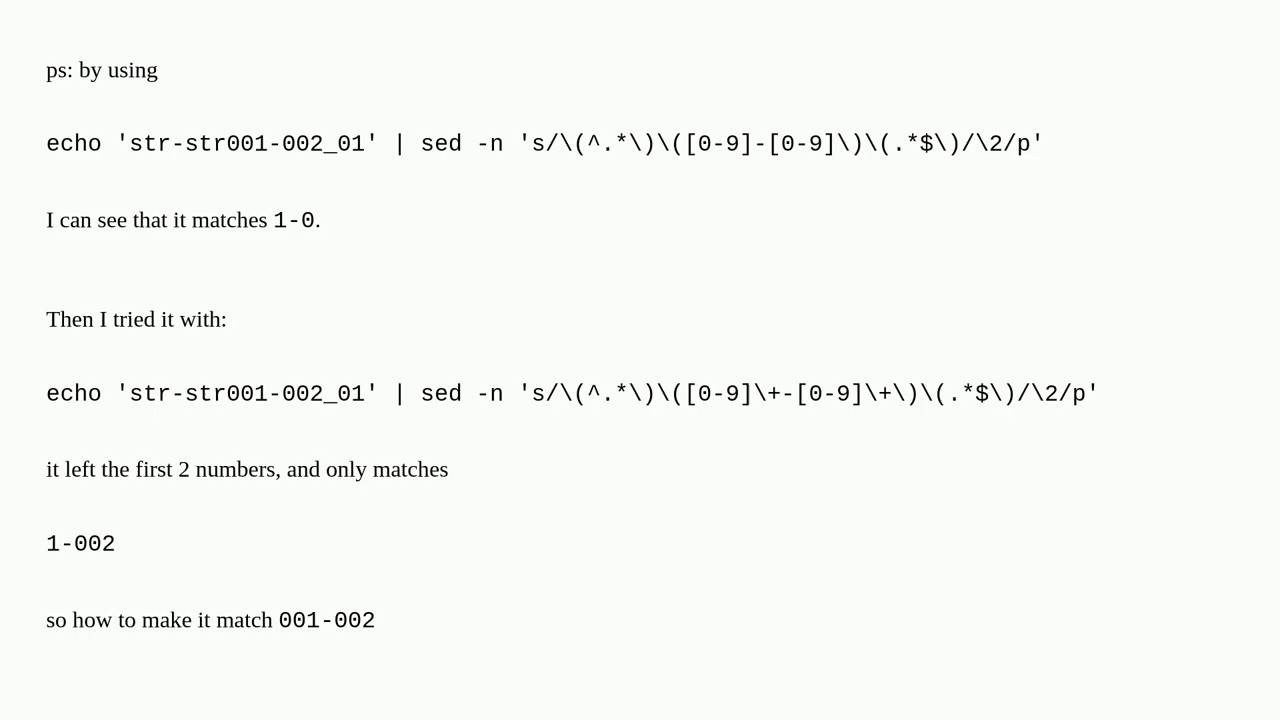 ps: by using
echo 'str-str001-002_01' | sed -n 's/\(^.*\)\([0-9]-[0-9]\)\(.*$\)/\2/p'
I can see that it matches 1-0.
Then I tried it with:
echo 'str-str001-002_01' | sed -n 's/\(^.*\)\([0-9]\+-[0-9]\+\)\(.*$\)/\2/p'
it left the first 2 numbers, and only matches
1-002
so how to make it match 001-002